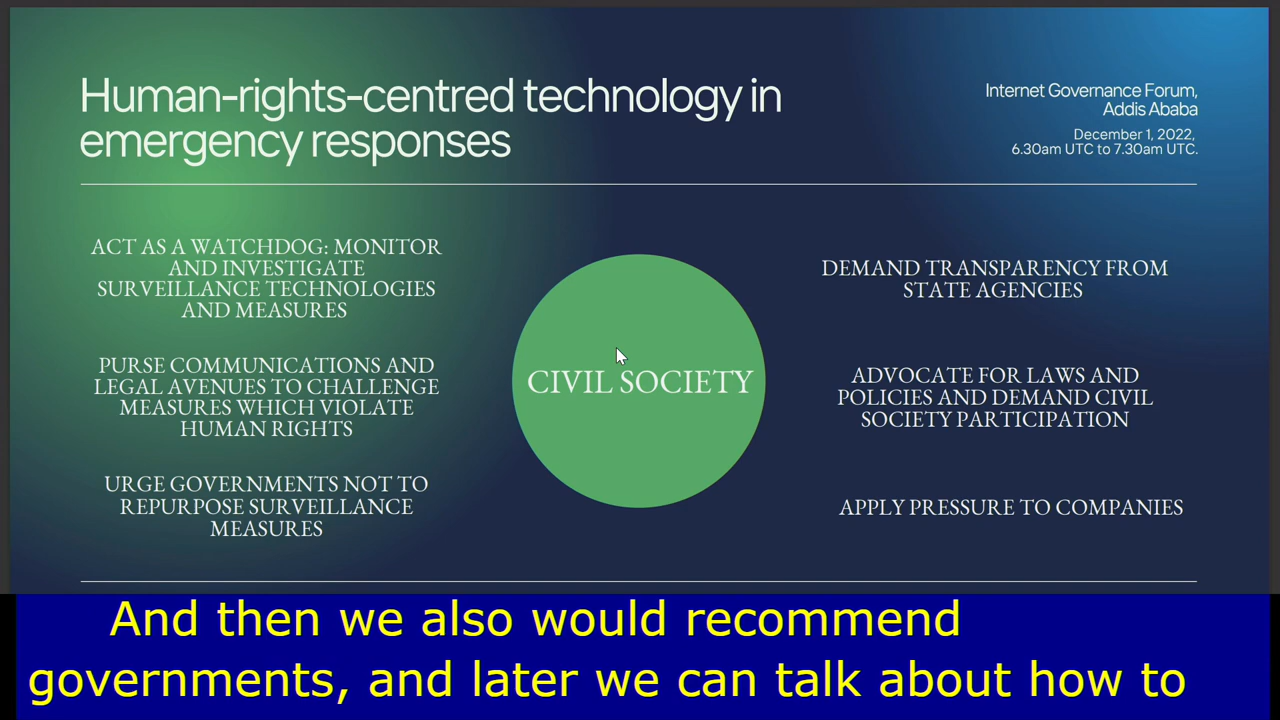 Human-rights-centred technology in
emergency responses
Internet Governance Forum,
Addis Ababa
December 1, 2022,
6.30am UTC to 7.30am UTC.
ACT AS A WATCHDOG: MONITOR
AND INVESTIGATE
SURVEILLANCE TECHNOLOGIES
AND MEASURES
PURSE COMMUNICATIONS AND
LEGAL AVENUES TO CHALLENGE
MEASURES WHICH VIOLATE
HUMAN RIGHTS
URGE GOVERNMENTS NOT TO
REPURPOSE SURVEILLANCE
MEASURES
CIVIL SOCIETY
DEMAND TRANSPARENCY FROM
STATE AGENCIES
ADVOCATE FOR LAWS AND
POLICIES AND DEMAND CIVIL
SOCIETY PARTICIPATION
APPLY PRESSURE TO COMPANIES
And then we also would recommend
governments, and later we can talk about how to